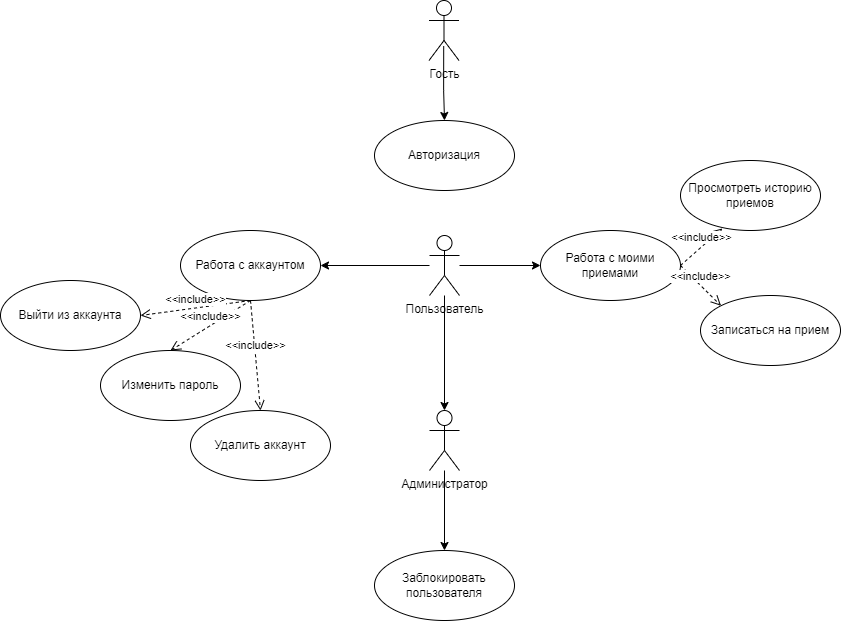 Гость
Авторизация
Просмотреть историю
приемов
<<include>>
Работа с аккаунтом
Работа с моими
приемами
<<include>>
<<include>>
Пользователь
Выйти из аккаунта
<<include>>
Записаться на прием
<<include>>
Изменить пароль
Удалить аккаунт
Администратор
Заблокировать
пользователя